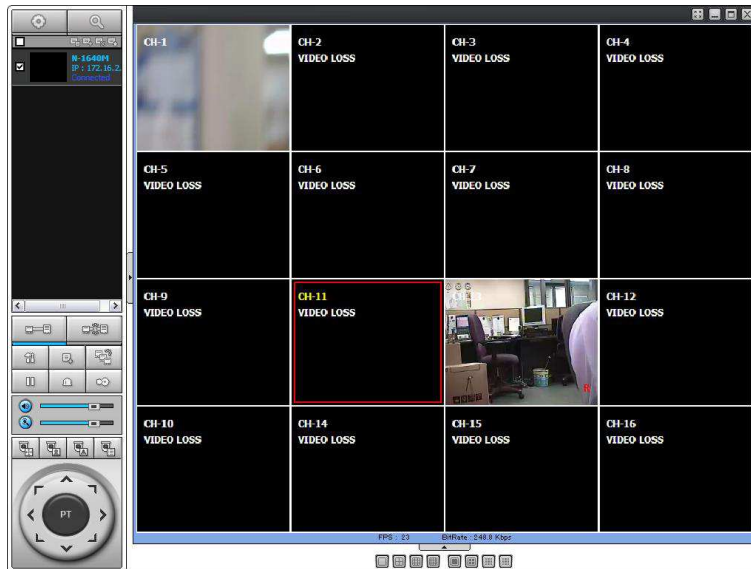 N-1640M
IP : 172.16.2.
Connected
PT
CH-1
CH-2
VIDEO LOSS
CH-3
VIDEO LOSS
CH-4
VIDEO LOSS
CH-5
VIDEO LOSS
CH-6
VIDEO LOSS
CH-7
VIDEO LOSS
CH-8
VIDEO LOSS
CH-9
VIDEO LOSS
CH-11
VIDEO LOSS
R
CH-12
VIDEO LOSS
CH-10
VIDEO LOSS
CH-14
VIDEO LOSS
CH-15
VIDEO LOSS
CH-16
VIDEO LOSS
FPS : 23 BitRate : 248.8 Kbps